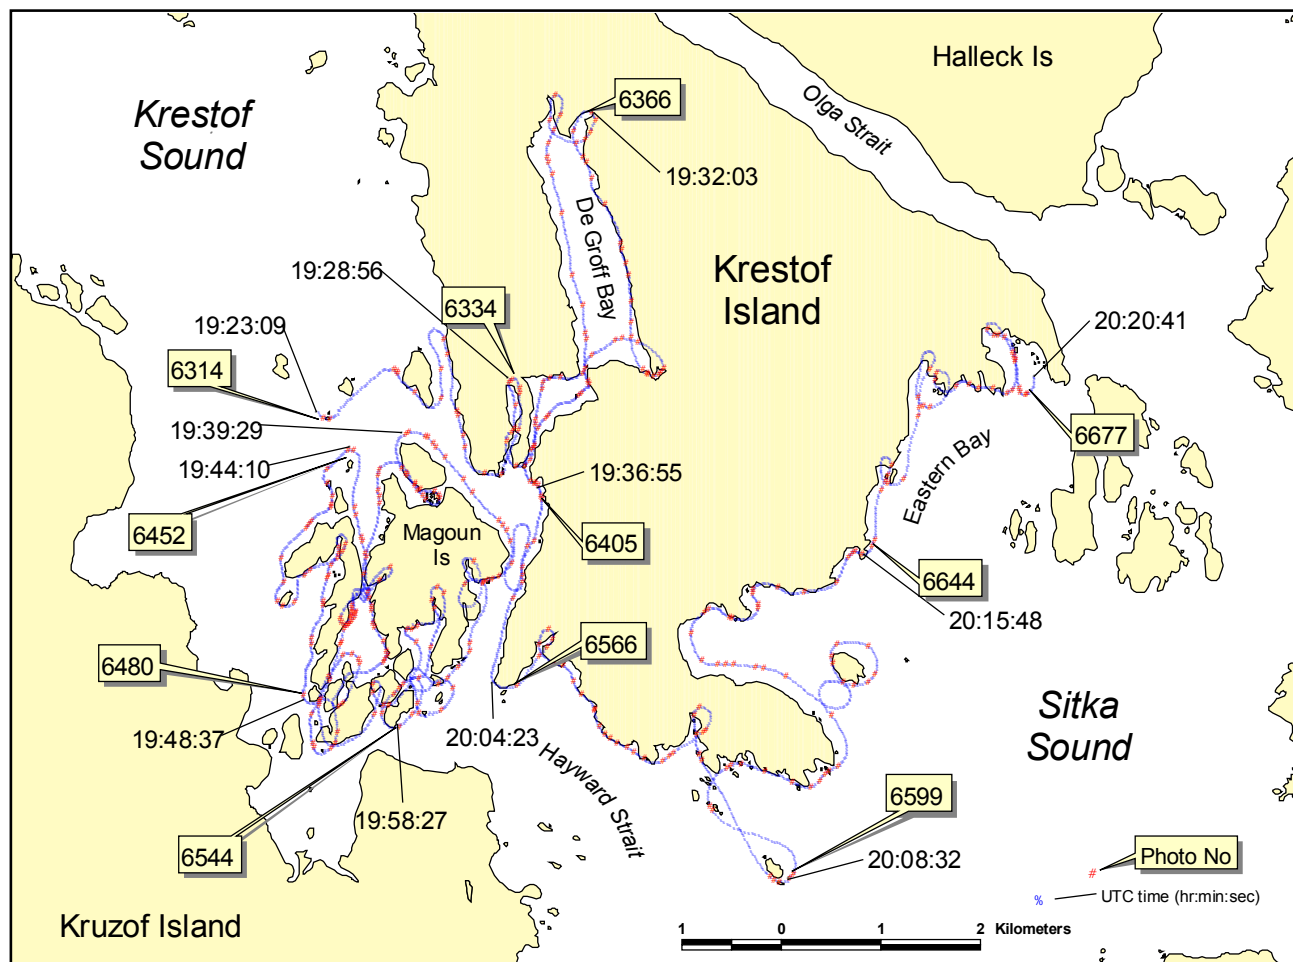 Halleck Is
Krestof
Sound
Olga Strait
6366
19:32:03
De Groff Bay
Krestof
Island
19:28:56
6334
19:23:09
6314
20:20:41
19:39:29
19:44:10
6452
19:36:55
6677
Eastern Bay
Magoun
Is
6405
6644
20:15:48
6566
6480
Sitka
Sound
19:48:37
20:04:23
Hayward Strait
6599
19:58:27
6544
20:08:32
# Photo No
% UTC time (hr:min:sec)
Kruzof Island
1 0 1 2 Kilometers